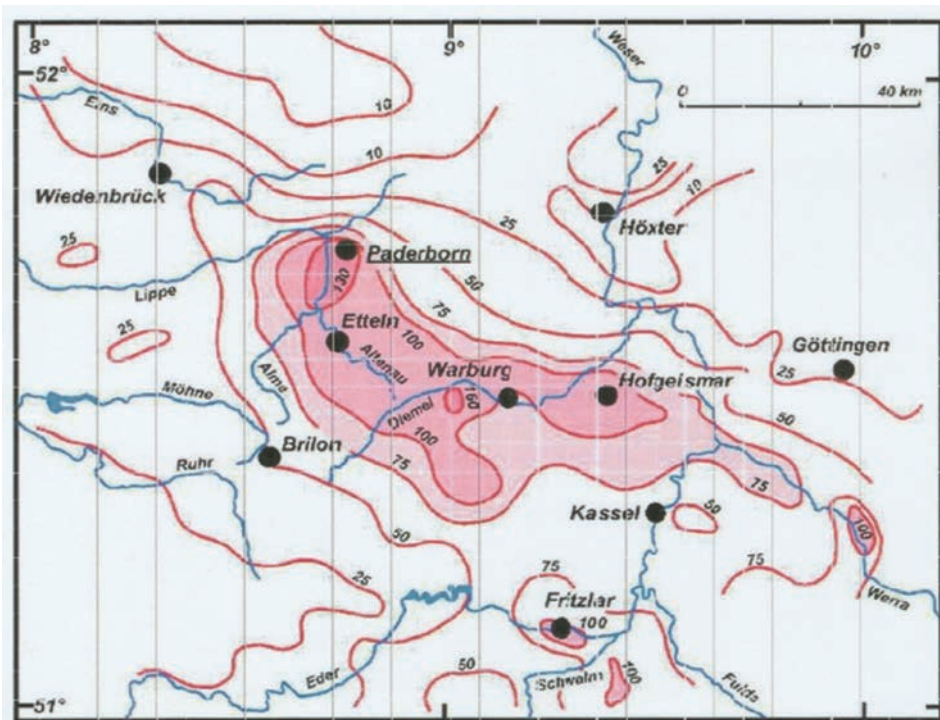 8°
9°
10°
52°
Weser
0 40 km
Ems
10
10
25
10
Wiedenbrück
25
Höxter
25
Paderborn
130
50
Lippe
75
25
Etteln
100
Altenau
Göttingen
Alme
Warburg
Hofgeismar
25
Möhne
Diemel
160
50
100
Brilon
75
Ruhr
75
Kassel
50
50
100
25
75
75
Fritzlar
100
Werra
50
Eder
Schwalm
100
Fulda
51°